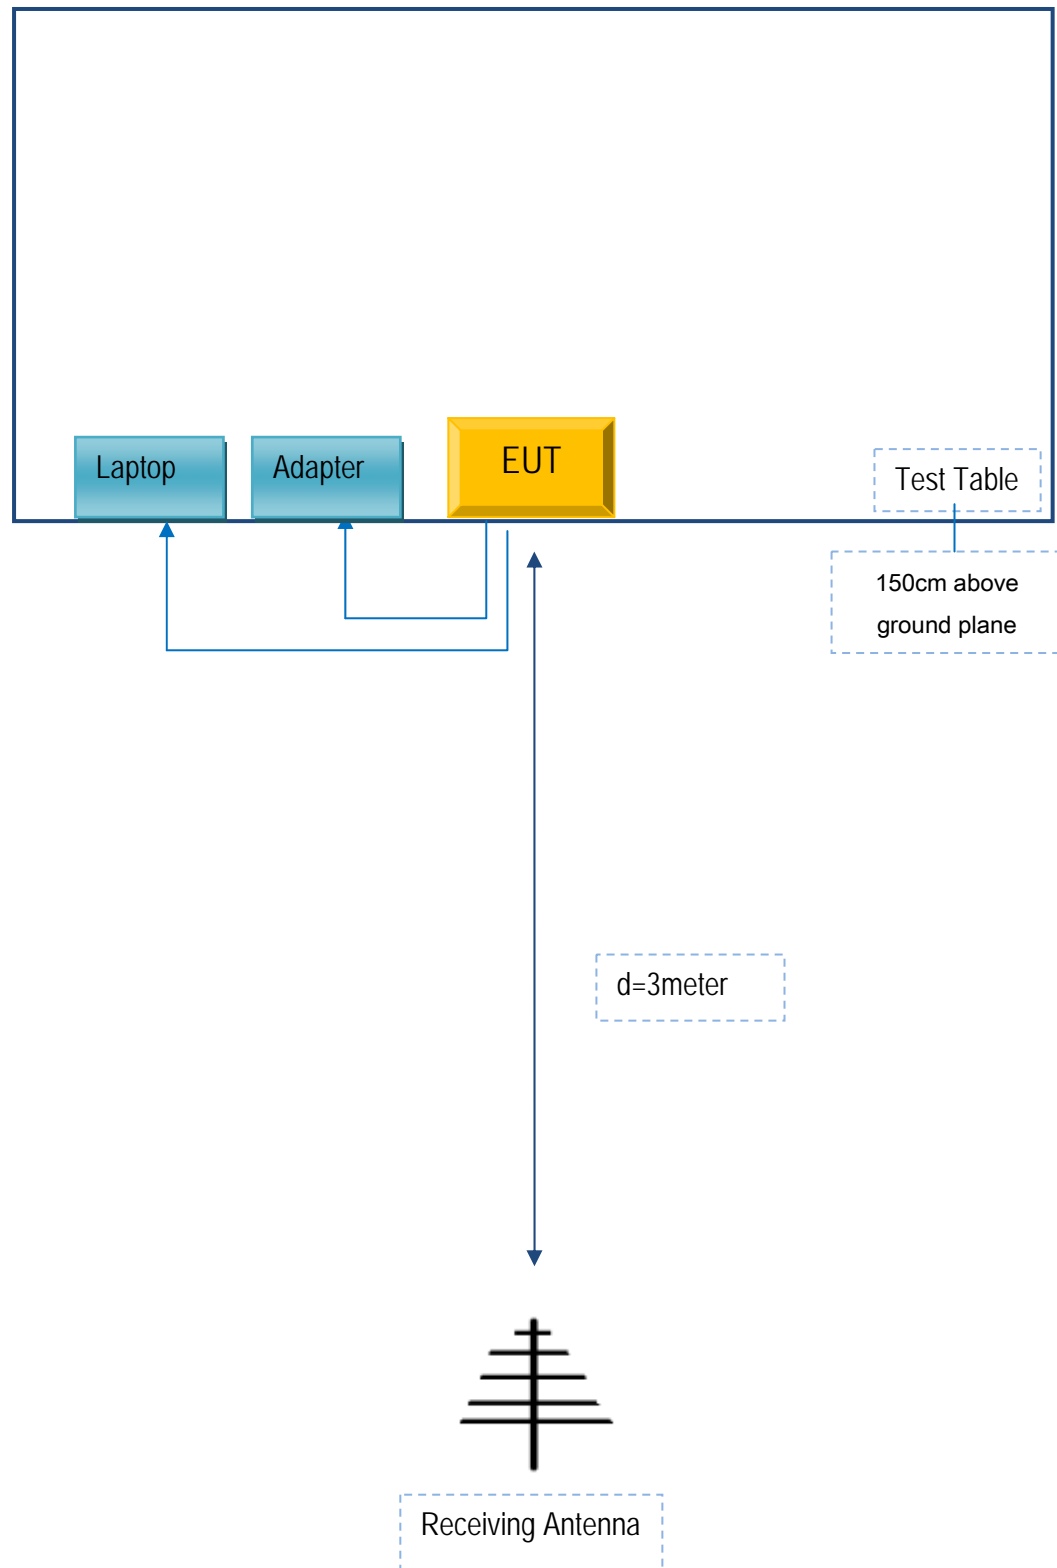 Laptop
Adapter
EUT
Test Table
150cm above
ground plane
d=3meter
Receiving Antenna